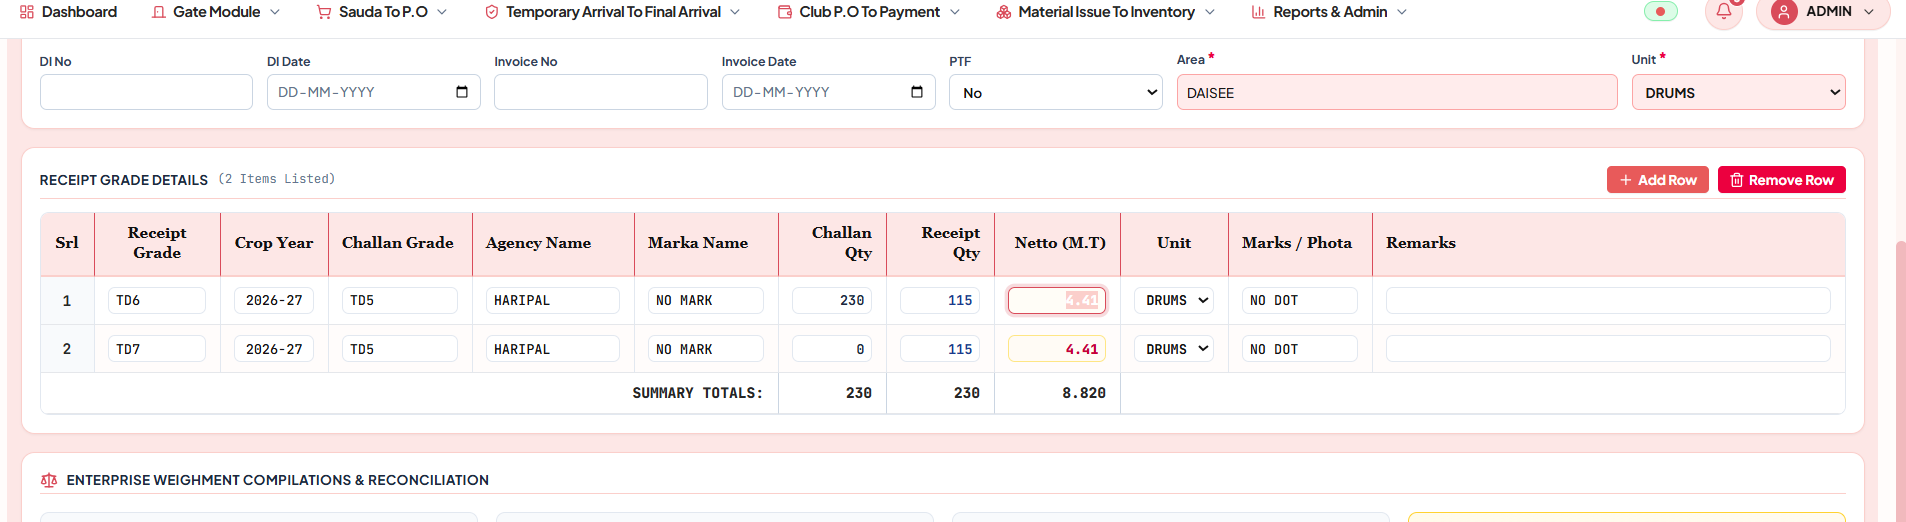 Dashboard Gate Module Sauda To P.O Temporary Arrival To Final Arrival Club P.O To Payment Material Issue To Inventory Reports & Admin ADMIN
DI No DI Date Invoice No Invoice Date PTF Area * Unit *
DD-MM-YYYY DD-MM-YYYY No DAISEE DRUMS
RECEIPT GRADE DETAILS (2 Items Listed) + Add Row Remove Row
Srl Receipt Grade Crop Year Challan Grade Agency Name Marka Name Challan Qty Receipt Qty Netto (M.T) Unit Marks / Phota Remarks
1 TD6 2026-27 TD5 HARIPAL NO MARK 230 115 4.41 DRUMS NO DOT
2 TD7 2026-27 TD5 HARIPAL NO MARK 0 115 4.41 DRUMS NO DOT
SUMMARY TOTALS: 230 230 8.820
ENTERPRISE WEIGHMENT COMPILATIONS & RECONCILIATION